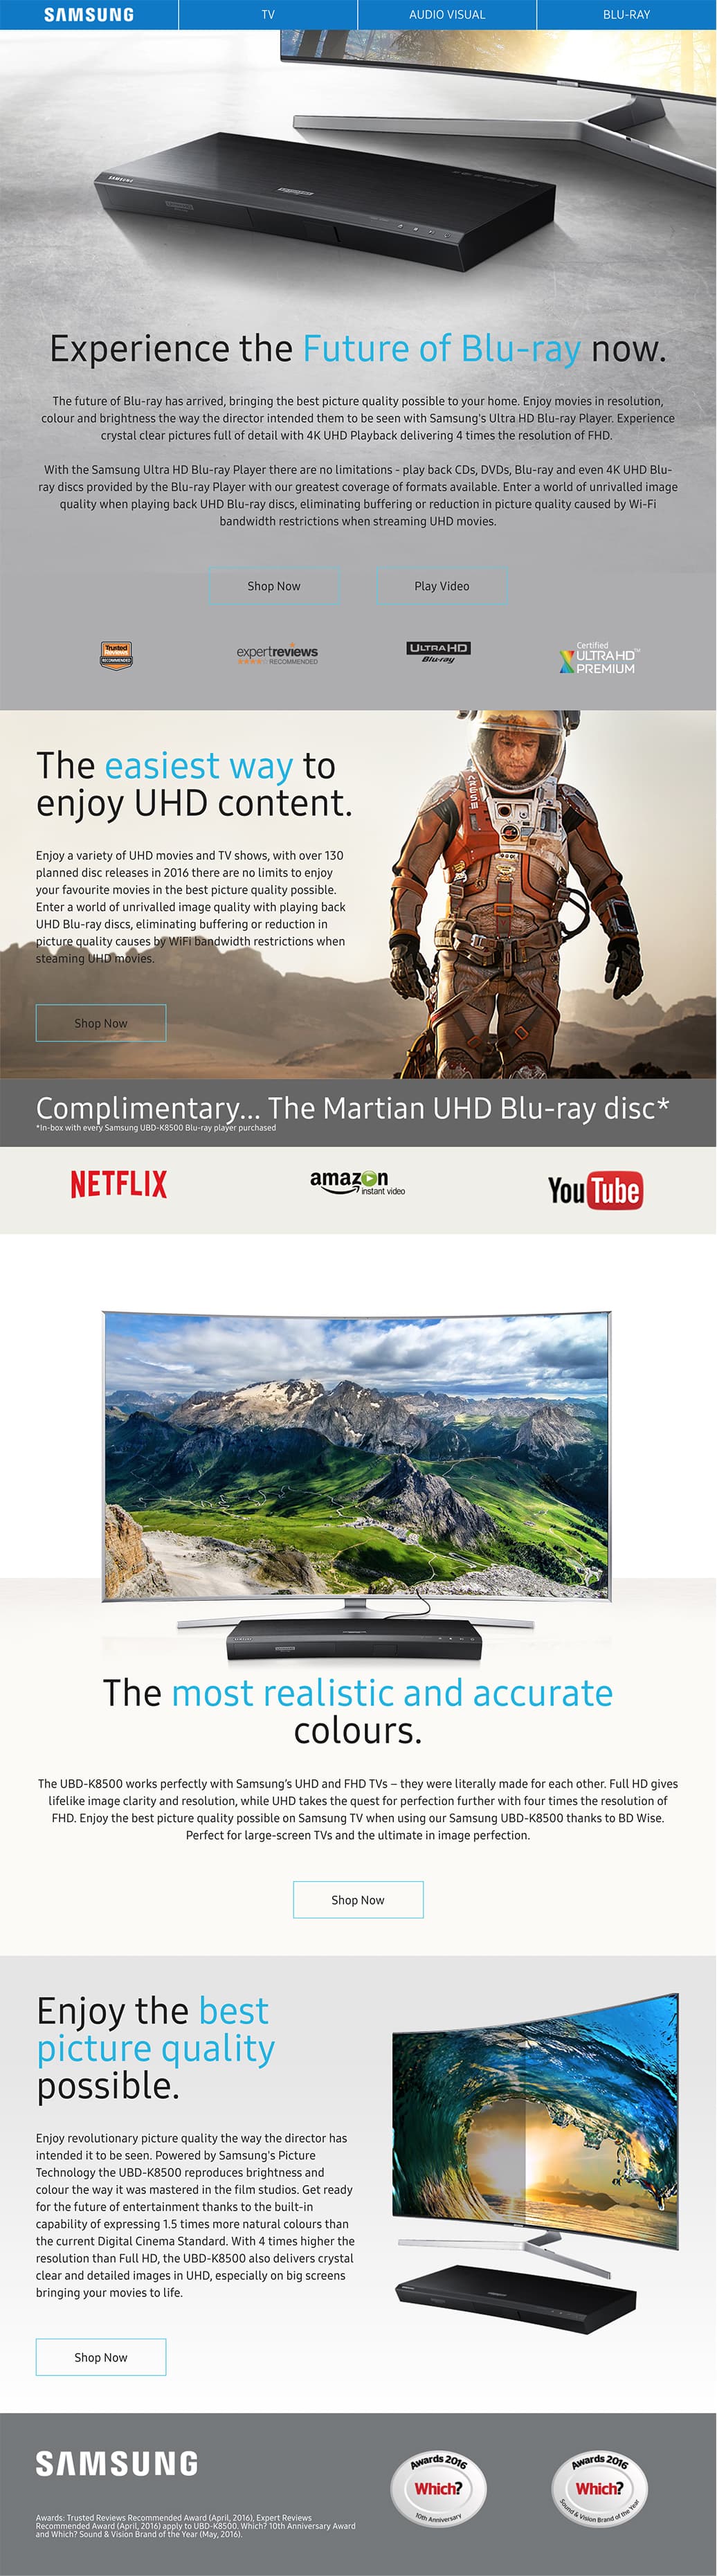 SAMSUNG
TV
AUDIO VISUAL
BLU-RAY
SAMSUNG
Experience the Future of Blu-ray now.
The future of Blu-ray has arrived, bringing the best picture quality possible to your home. Enjoy movies in resolution,
colour and brightness the way the director intended them to be seen with Samsung's Ultra HD Blu-ray Player. Experience
crystal clear pictures full of detail with 4K UHD Playback delivering 4 times the resolution of FHD.
With the Samsung Ultra HD Blu-ray Player there are no limitations - play back CDs, DVDs, Blu-ray and even 4K UHD Blu-
ray discs provided by the Blu-ray Player with our greatest coverage of formats available. Enter a world of unrivalled image
quality when playing back UHD Blu-ray discs, eliminating buffering or reduction in picture quality caused by Wi-Fi
bandwidth restrictions when streaming UHD movies.
Shop Now
Play Video
Trusted
Reviews
RECOMMENDED
expertreviews
RECOMMENDED
ULTRA HD
Blu-ray
Certified
ULTRA HD™
PREMIUM
The easiest way to
enjoy UHD content.
Enjoy a variety of UHD movies and TV shows, with over 130
planned disc releases in 2016 there are no limits to enjoy
your favourite movies in the best picture quality possible.
Enter a world of unrivalled image quality with playing back
UHD Blu-ray discs, eliminating buffering or reduction in
picture quality causes by WiFi bandwidth restrictions when
steaming UHD movies.
Shop Now
ARES III
Complimentary... The Martian UHD Blu-ray disc*
*In-box with every Samsung UBD-K8500 Blu-ray player purchased
NETFLIX
amazon
instant video
YouTube
The most realistic and accurate
colours.
The UBD-K8500 works perfectly with Samsung's UHD and FHD TVs – they were literally made for each other. Full HD gives
lifelike image clarity and resolution, while UHD takes the quest for perfection further with four times the resolution of
FHD. Enjoy the best picture quality possible on Samsung TV when using our Samsung UBD-K8500 thanks to BD Wise.
Perfect for large-screen TVs and the ultimate in image perfection.
Shop Now
Enjoy the best
picture quality
possible.
Enjoy revolutionary picture quality the way the director has
intended it to be seen. Powered by Samsung's Picture
Technology the UBD-K8500 reproduces brightness and
colour the way it was mastered in the film studios. Get ready
for the future of entertainment thanks to the built-in
capability of expressing 1.5 times more natural colours than
the current Digital Cinema Standard. With 4 times higher the
resolution than Full HD, the UBD-K8500 also delivers crystal
clear and detailed images in UHD, especially on big screens
bringing your movies to life.
Shop Now
SAMSUNG
Awards: Trusted Reviews Recommended Award (April, 2016), Expert Reviews
Recommended Award (April, 2016) apply to UBD-K8500. Which? 10th Anniversary Award
and Which? Sound & Vision Brand of the Year (May, 2016).
Awards 2016
Which?
10th Anniversary
Awards 2016
Which?
Sound & Vision Brand of the Year